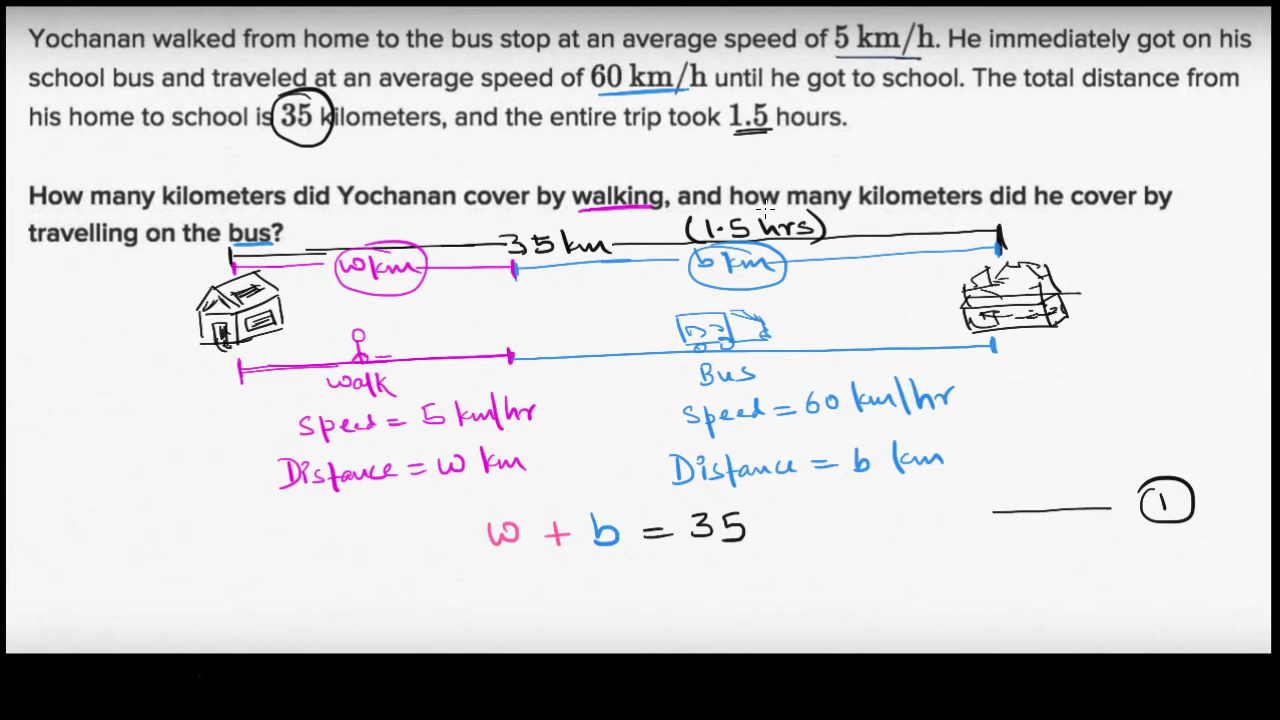 Yochanan walked from home to the bus stop at an average speed of 5 km/h. He immediately got on his
school bus and traveled at an average speed of 60 km/h until he got to school. The total distance from
his home to school is 35 kilometers, and the entire trip took 1.5 hours.
How many kilometers did Yochanan cover by walking, and how many kilometers did he cover by
travelling on the bus?
35 km (1.5 hrs)
w km b km
walk Bus
Speed = 5 km/hr Speed = 60 km/hr
Distance = w km Distance = b km
w + b = 35 1